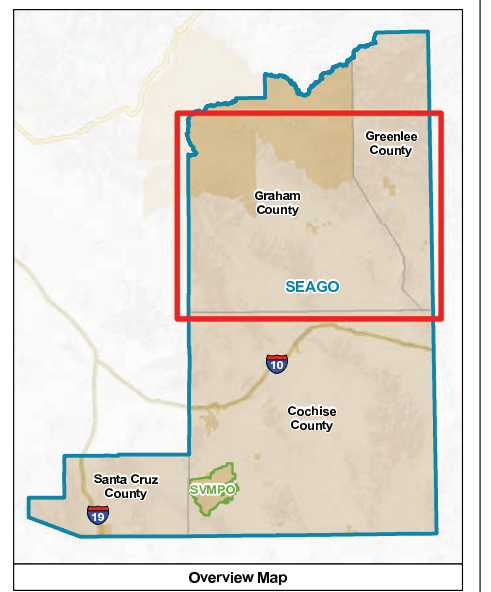 Greenlee
County
Graham
County
SEAGO
10
Cochise
County
Santa Cruz
County
SVMPO
19
Overview Map